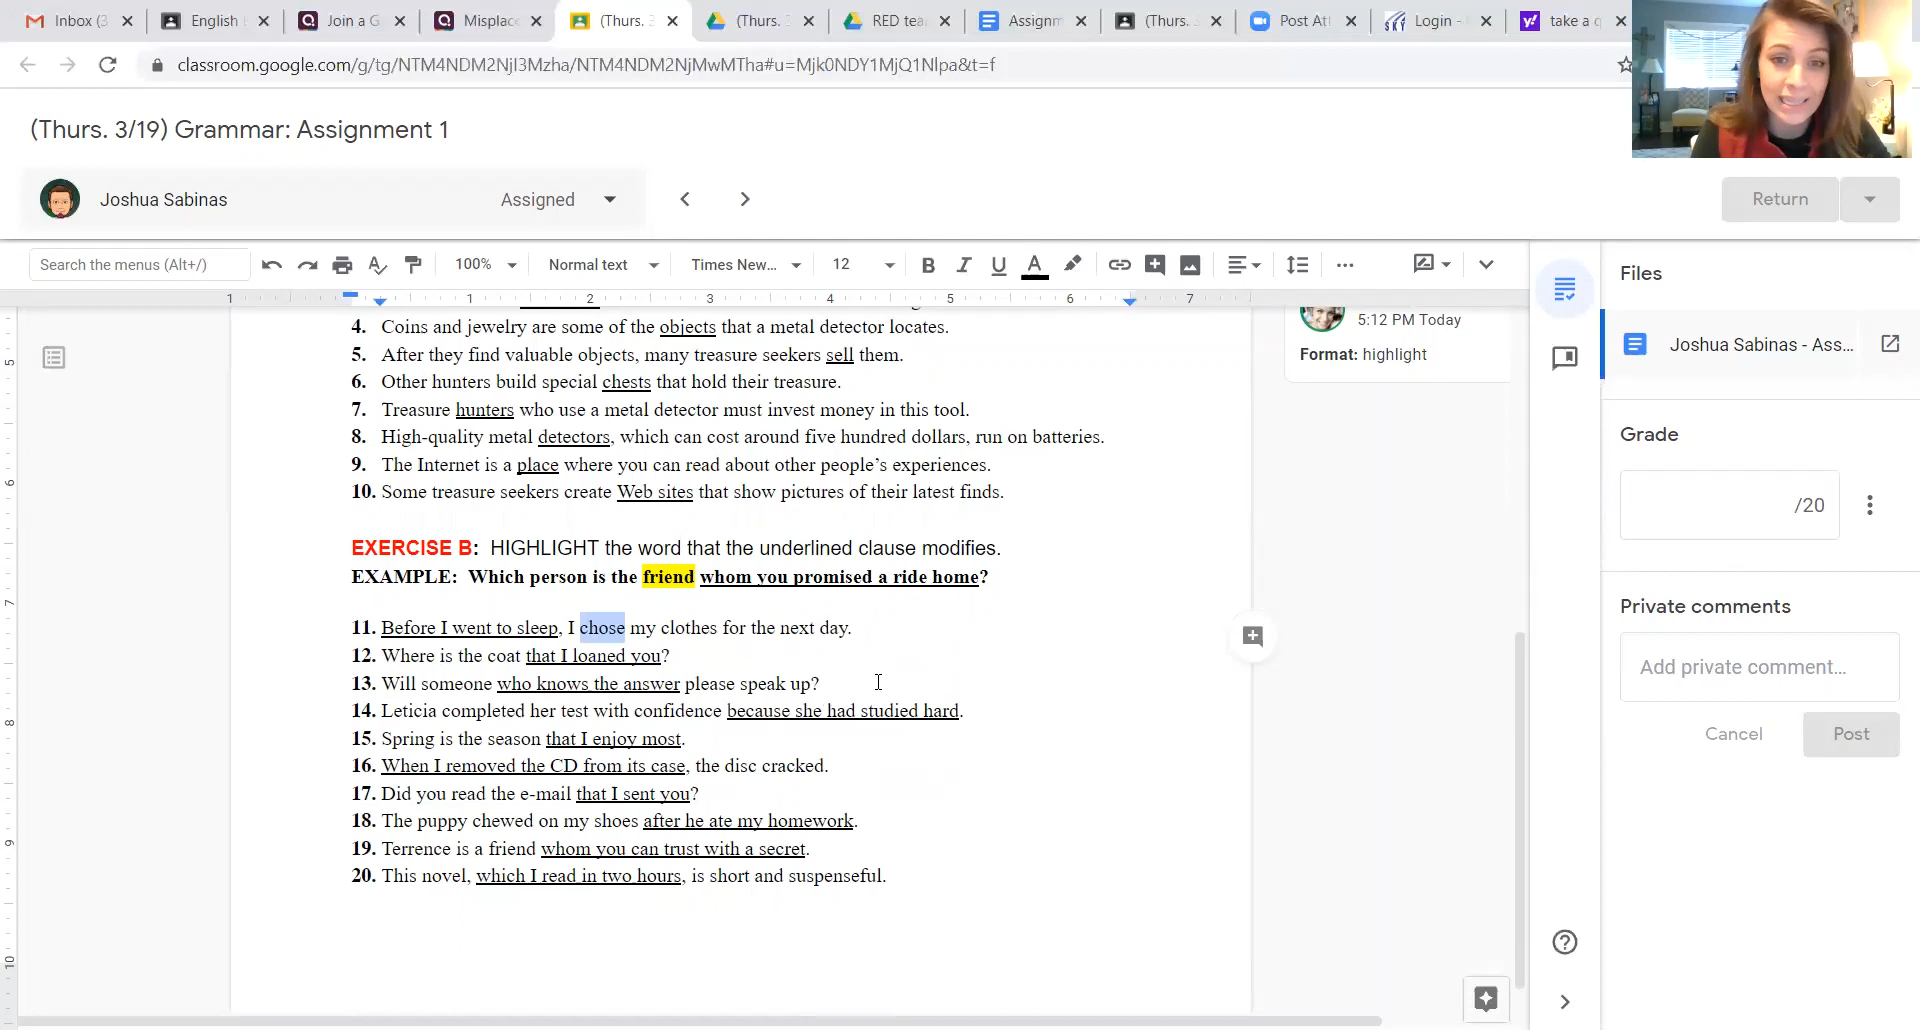 Inbox (3
English
Join a G
Misplace
(Thurs. 3
(Thurs.
RED tea
Assignm
(Thurs.
Post Att
Login -
take a q
classroom.google.com/g/tg/NTM4NDM2NjI3Mzha/NTM4NDM2NjMwMTha#u=Mjk0NDY1MjQ1Nlpa&t=f
(Thurs. 3/19) Grammar: Assignment 1
Joshua Sabinas
Assigned
Return
Search the menus (Alt+/)
100%
Normal text
Times New...
12
B I U A
Files
1 1 2 3 4 5 6 7
4. Coins and jewelry are some of the objects that a metal detector locates.
5. After they find valuable objects, many treasure seekers sell them.
6. Other hunters build special chests that hold their treasure.
7. Treasure hunters who use a metal detector must invest money in this tool.
8. High-quality metal detectors, which can cost around five hundred dollars, run on batteries.
9. The Internet is a place where you can read about other people’s experiences.
10. Some treasure seekers create Web sites that show pictures of their latest finds.
EXERCISE B: HIGHLIGHT the word that the underlined clause modifies.
EXAMPLE: Which person is the friend whom you promised a ride home?
11. Before I went to sleep, I chose my clothes for the next day.
12. Where is the coat that I loaned you?
13. Will someone who knows the answer please speak up?
14. Leticia completed her test with confidence because she had studied hard.
15. Spring is the season that I enjoy most.
16. When I removed the CD from its case, the disc cracked.
17. Did you read the e-mail that I sent you?
18. The puppy chewed on my shoes after he ate my homework.
19. Terrence is a friend whom you can trust with a secret.
20. This novel, which I read in two hours, is short and suspenseful.
5
6
7
8
9
10
5:12 PM Today
Format: highlight
Joshua Sabinas - Ass...
Grade
/20
Private comments
Add private comment...
Cancel
Post